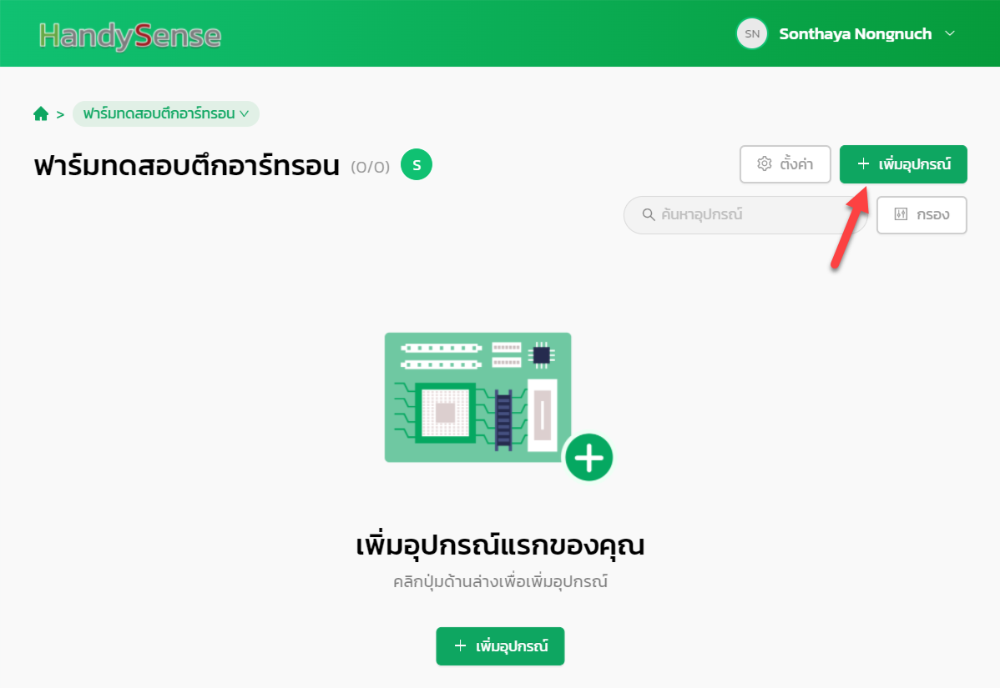 HandySense
SN Sonthaya Nongnuch
> ฟาร์มทดสอบตึกอาร์ทรอน
ฟาร์มทดสอบตึกอาร์ทรอน (0/0) S
ตั้งค่า
+ เพิ่มอุปกรณ์
ค้นหาอุปกรณ์
กรอง
เพิ่มอุปกรณ์แรกของคุณ
คลิกปุ่มด้านล่างเพื่อเพิ่มอุปกรณ์
+ เพิ่มอุปกรณ์